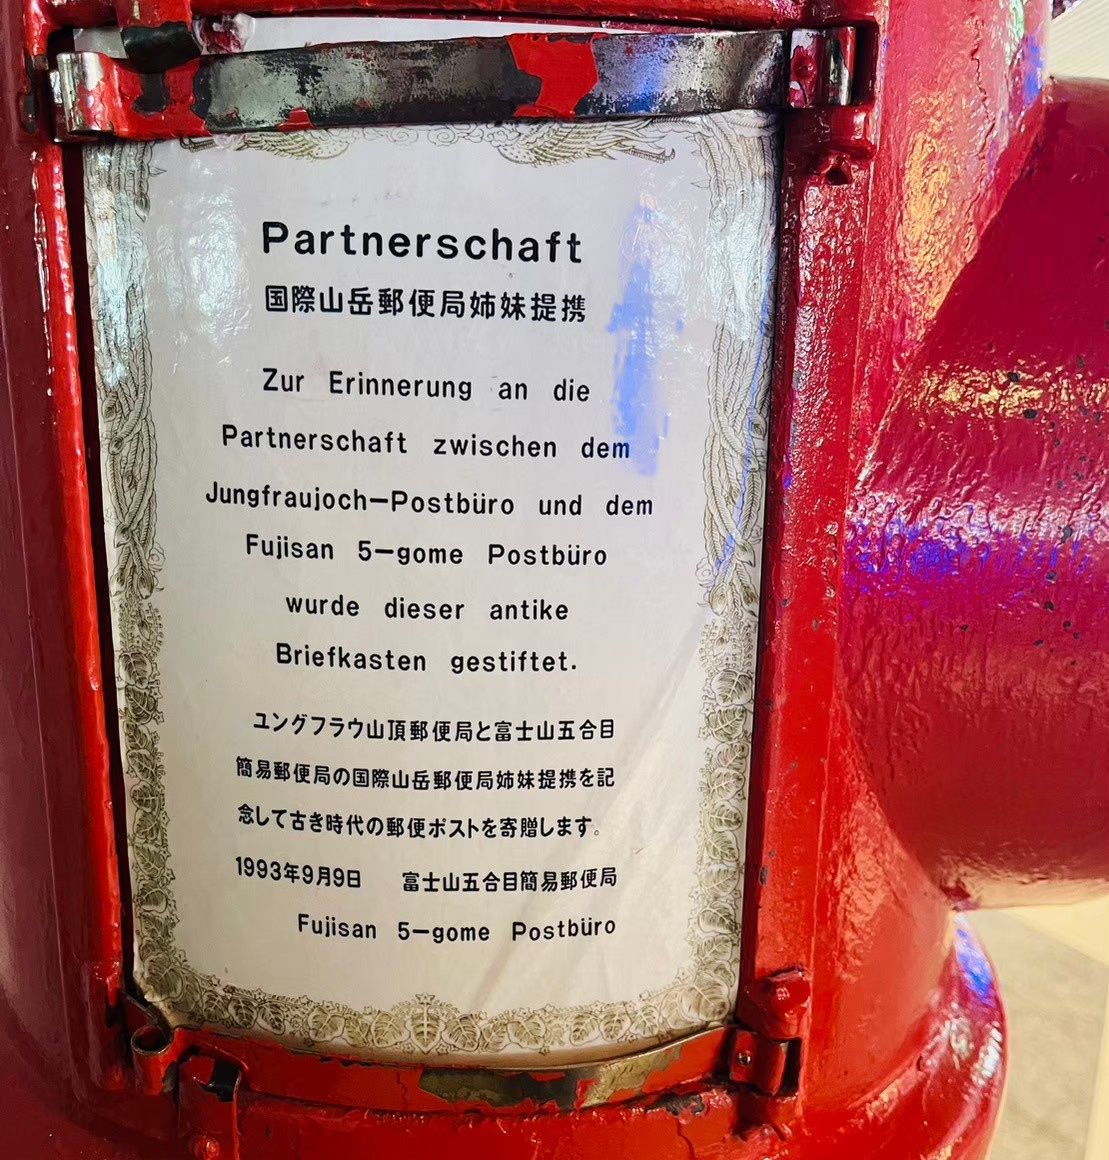 Partnerschaft
国際山岳郵便局姉妹提携
Zur Erinnerung an die
Partnerschaft zwischen dem
Jungfraujoch–Postbüro und dem
Fujisan 5–gome Postbüro
wurde dieser antike
Briefkasten gestiftet.
ユングフラウ山頂郵便局と富士山五合目
簡易郵便局の国際山岳郵便局姉妹提携を記
念して古き時代の郵便ポストを寄贈します。
1993年9月9日 富士山五合目簡易郵便局
Fujisan 5–gome Postbüro